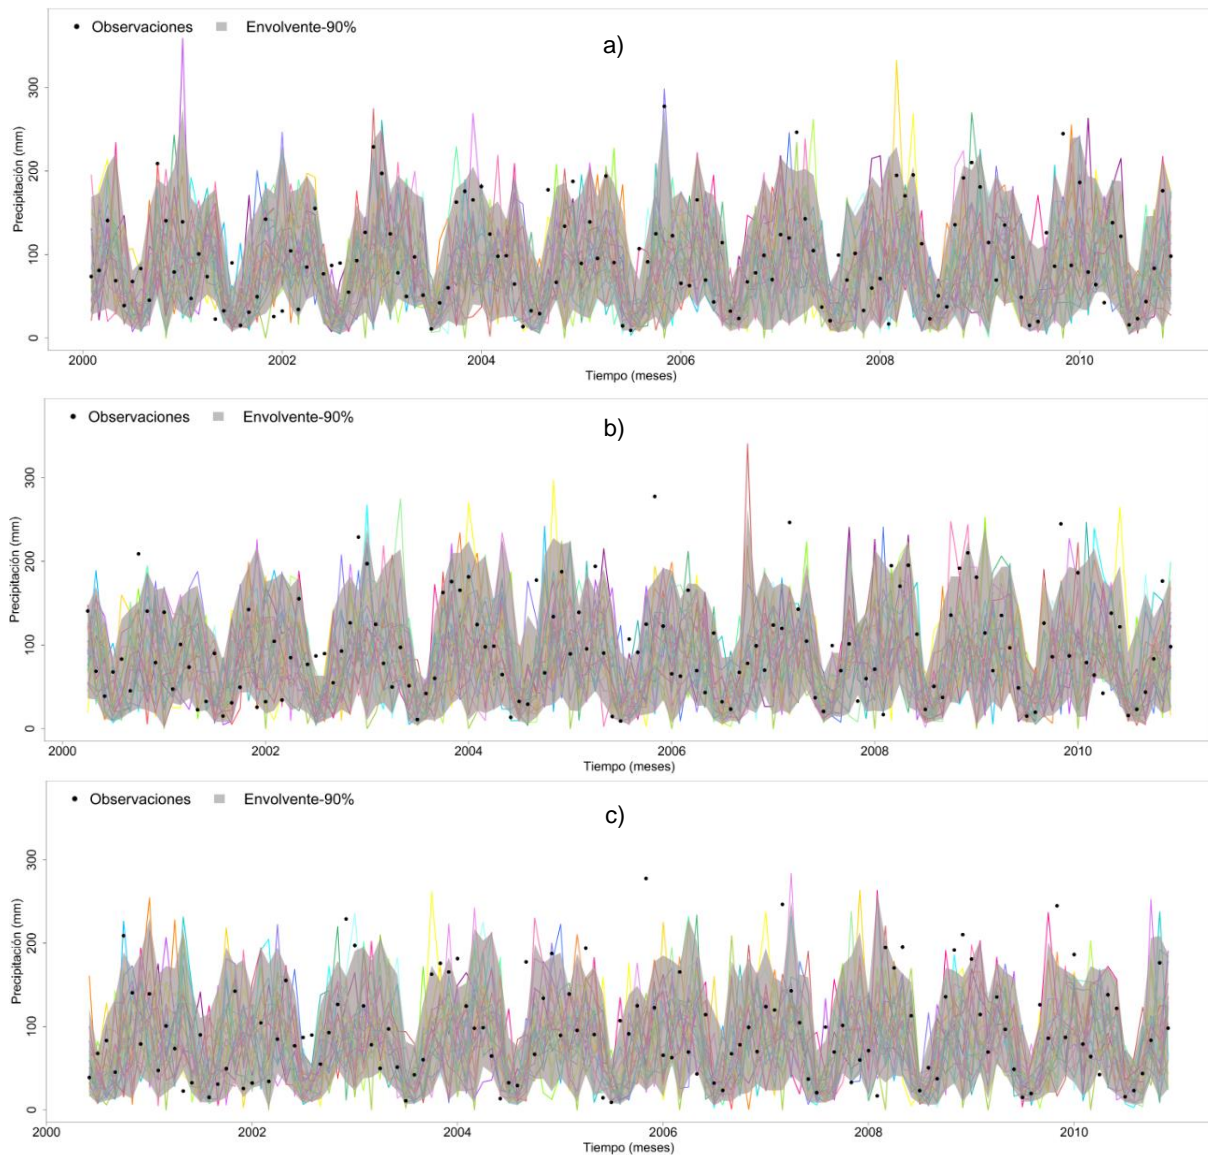 Observaciones Envolvente-90%
a)
Precipitación (mm)
300
200
100
0
2000 2002 2004 2006 2008 2010
Tiempo (meses)
Observaciones Envolvente-90%
b)
Precipitación (mm)
300
200
100
0
2000 2002 2004 2006 2008 2010
Tiempo (meses)
Observaciones Envolvente-90%
c)
Precipitación (mm)
300
200
100
0
2000 2002 2004 2006 2008 2010
Tiempo (meses)